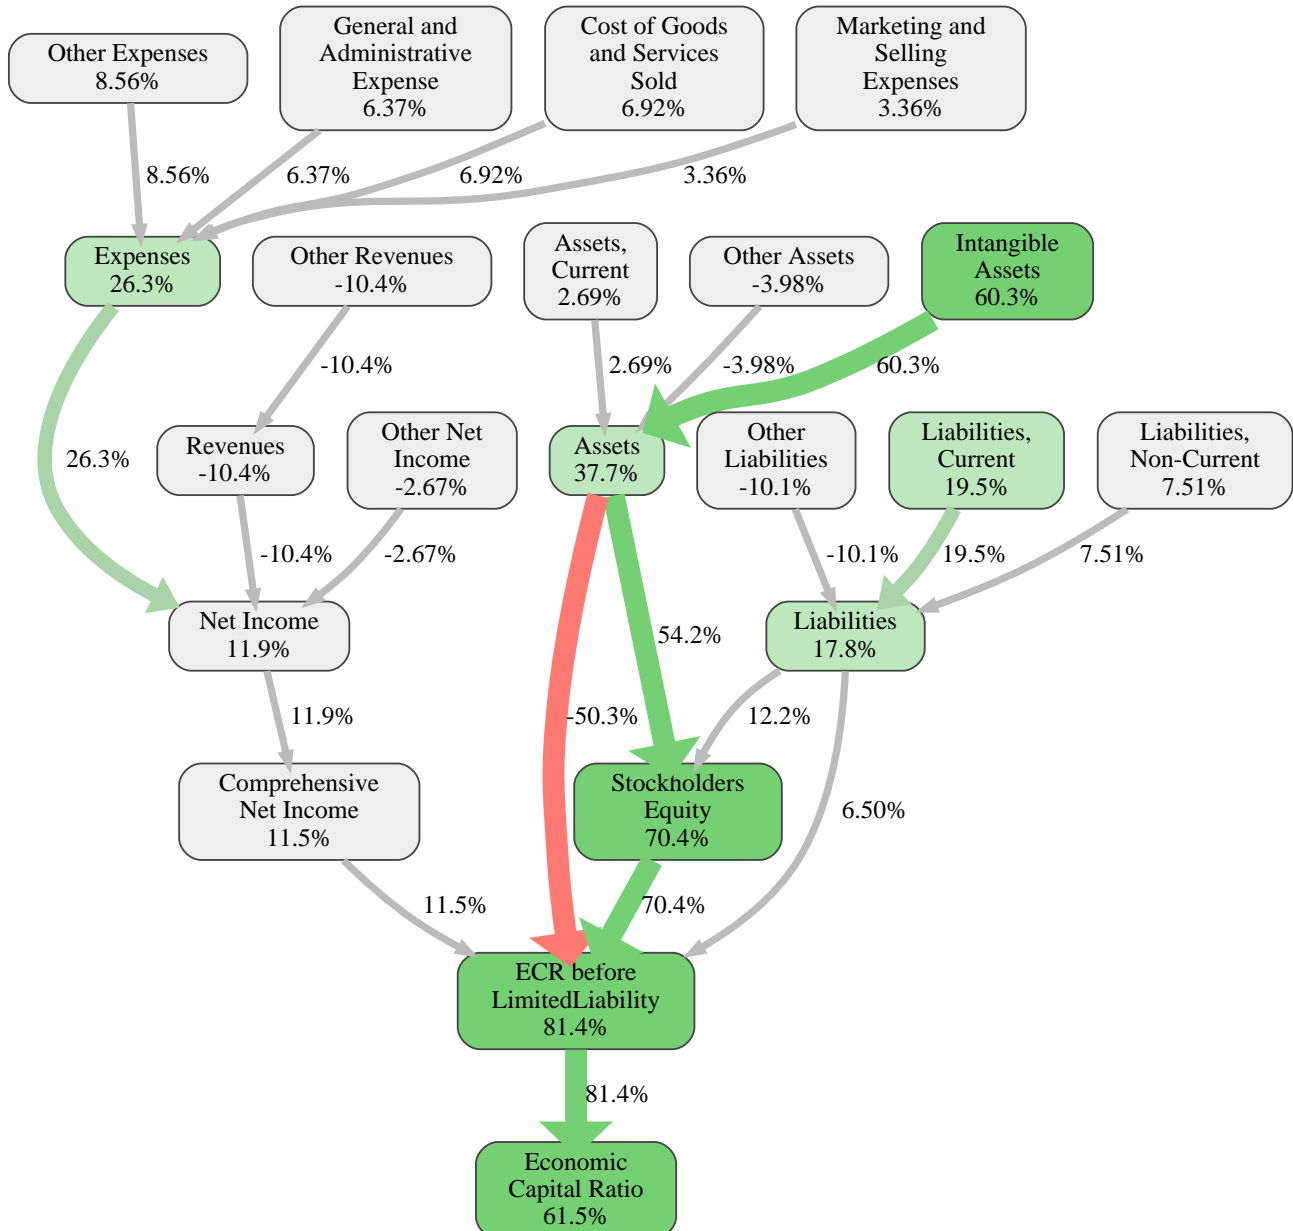 Other Expenses
8.56%
General and
Administrative
Expense
6.37%
Cost of Goods
and Services
Sold
6.92%
Marketing and
Selling
Expenses
3.36%
8.56%
6.37%
6.92%
3.36%
Expenses
26.3%
Other Revenues
-10.4%
Assets,
Current
2.69%
Other Assets
-3.98%
Intangible
Assets
60.3%
-10.4%
2.69%
-3.98%
60.3%
26.3%
Revenues
-10.4%
Other Net
Income
-2.67%
Assets
37.7%
Other
Liabilities
-10.1%
Liabilities,
Current
19.5%
Liabilities,
Non-Current
7.51%
-10.4%
-2.67%
-10.1%
19.5%
7.51%
Net Income
11.9%
54.2%
Liabilities
17.8%
11.9%
-50.3%
12.2%
Comprehensive
Net Income
11.5%
Stockholders
Equity
70.4%
6.50%
11.5%
70.4%
ECR before
LimitedLiability
81.4%
81.4%
Economic
Capital Ratio
61.5%